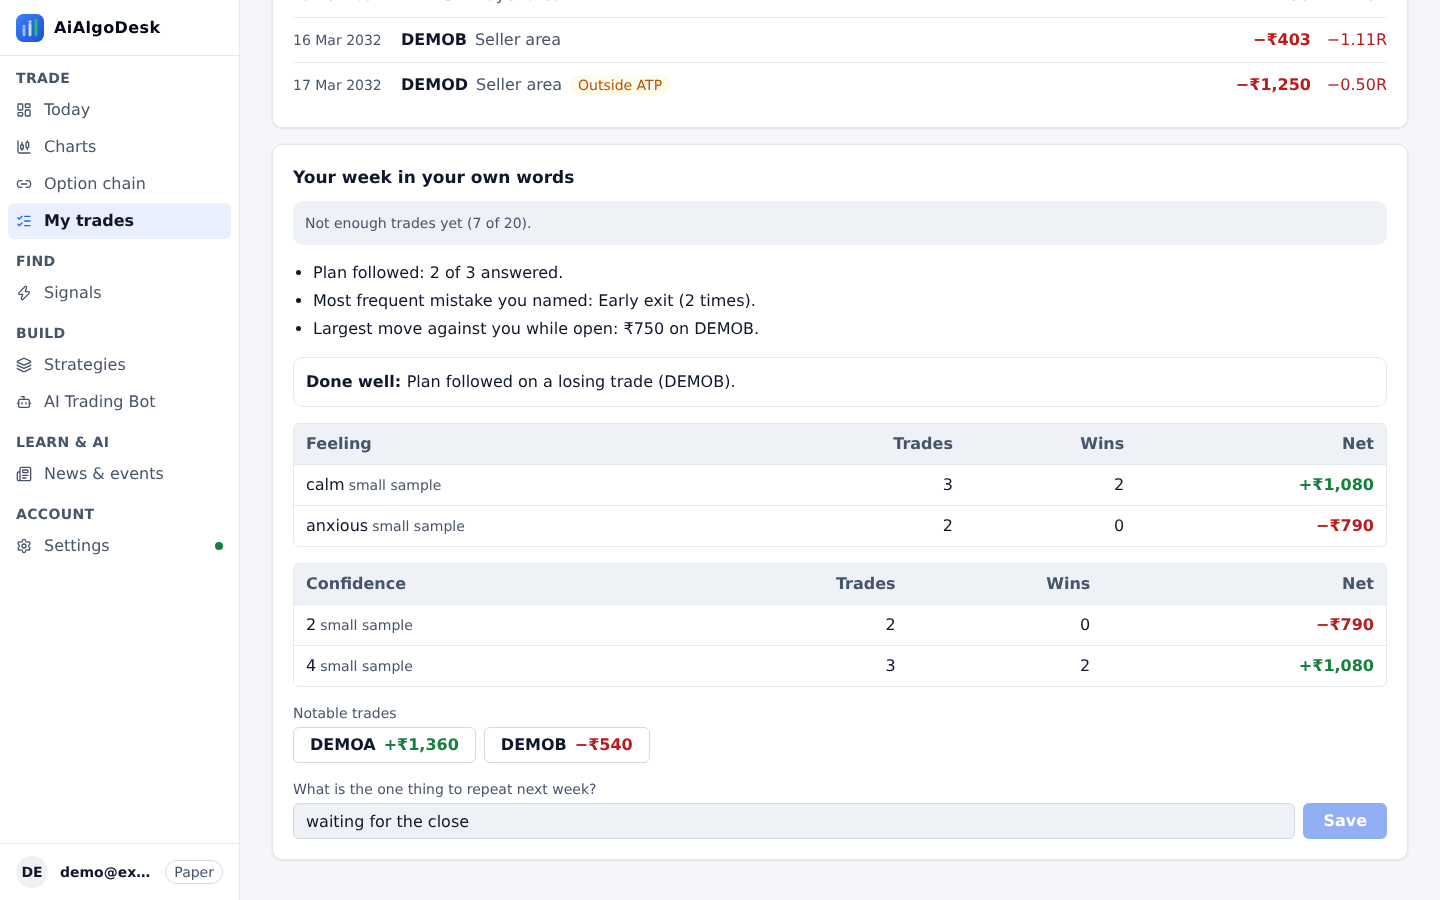 AiAlgoDesk
TRADE
Today
Charts
Option chain
My trades
FIND
Signals
BUILD
Strategies
AI Trading Bot
LEARN & AI
News & events
ACCOUNT
Settings
DE demo@ex... Paper
16 Mar 2032 DEMOB Seller area −₹403 −1.11R
17 Mar 2032 DEMOD Seller area Outside ATP −₹1,250 −0.50R
Your week in your own words
Not enough trades yet (7 of 20).
• Plan followed: 2 of 3 answered.
• Most frequent mistake you named: Early exit (2 times).
• Largest move against you while open: ₹750 on DEMOB.
Done well: Plan followed on a losing trade (DEMOB).
Feeling Trades Wins Net
calm small sample 3 2 +₹1,080
anxious small sample 2 0 −₹790
Confidence Trades Wins Net
2 small sample 2 0 −₹790
4 small sample 3 2 +₹1,080
Notable trades
DEMOA +₹1,360 DEMOB −₹540
What is the one thing to repeat next week?
waiting for the close Save